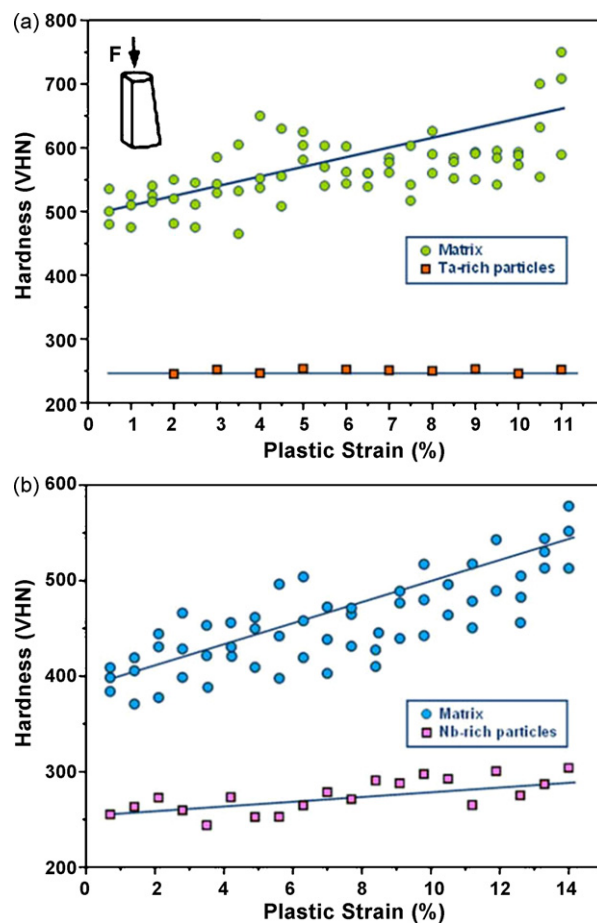 (a)
800
F
700
600
500
Matrix
Ta-rich particles
400
300
200
Hardness (VHN)
0 1 2 3 4 5 6 7 8 9 10 11
Plastic Strain (%)
(b)
600
500
Matrix
Nb-rich particles
400
300
200
Hardness (VHN)
0 2 4 6 8 10 12 14
Plastic Strain (%)